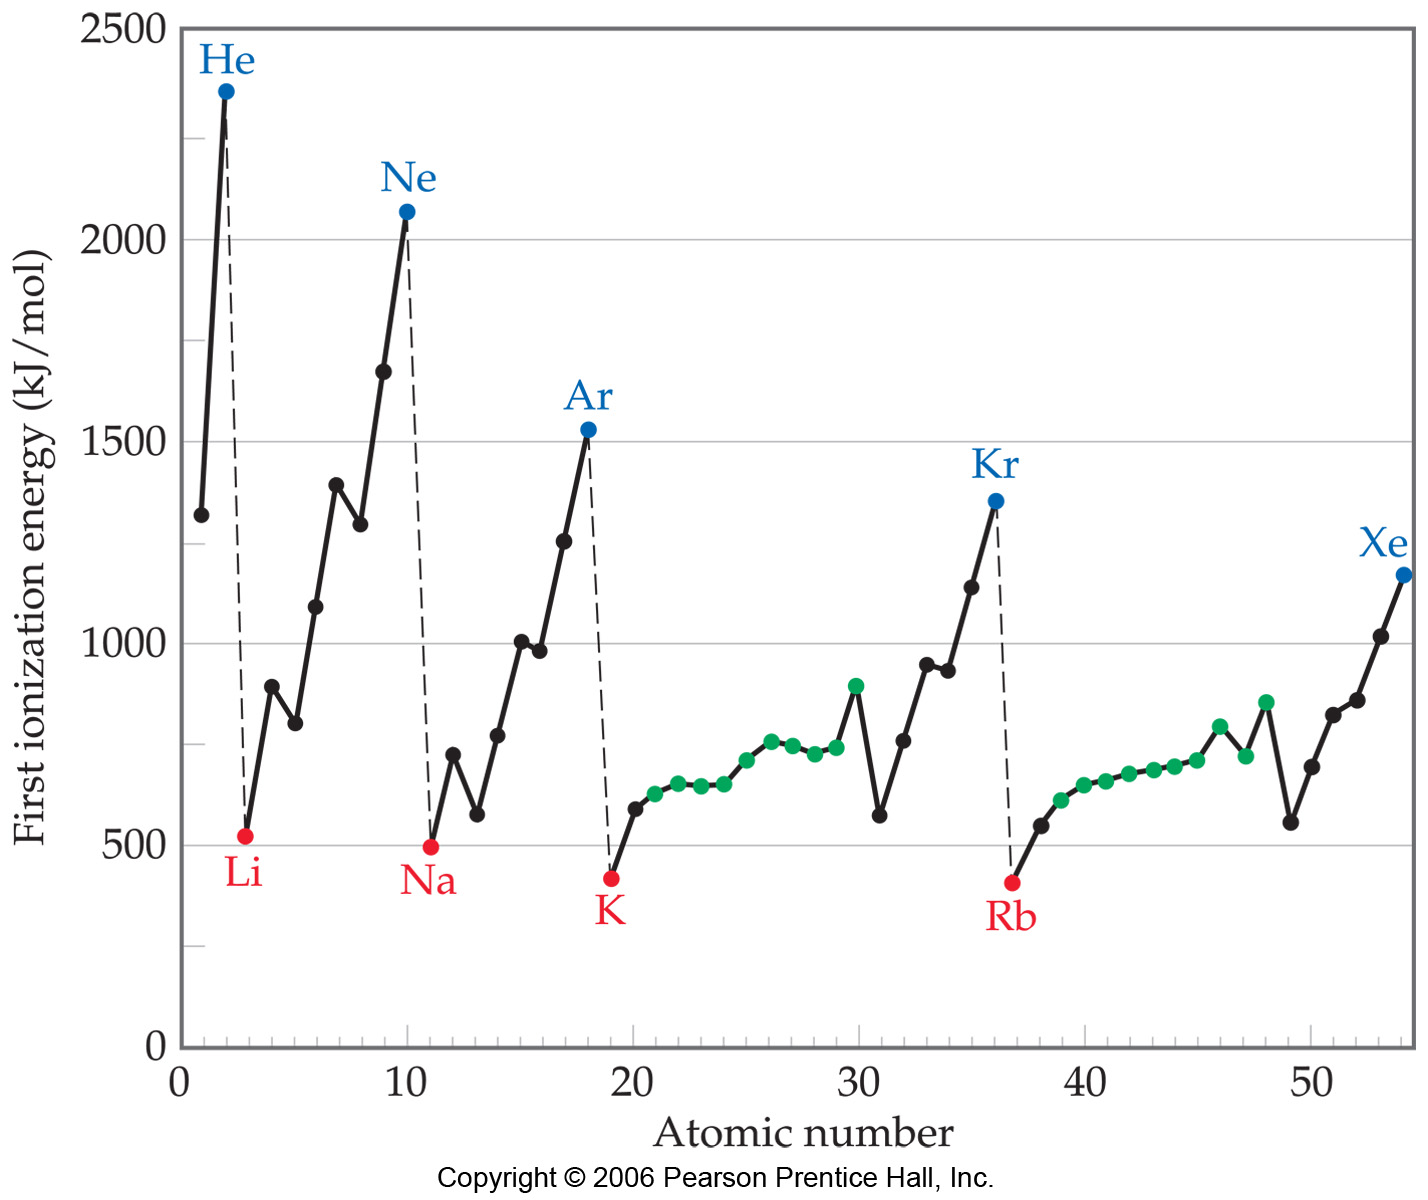 2500
He
Ne
2000
Ar
1500
Kr
Xe
1000
500
Li
Na
K
Rb
0
First ionization energy (kJ/mol)
0 10 20 30 40 50
Atomic number
Copyright © 2006 Pearson Prentice Hall, Inc.